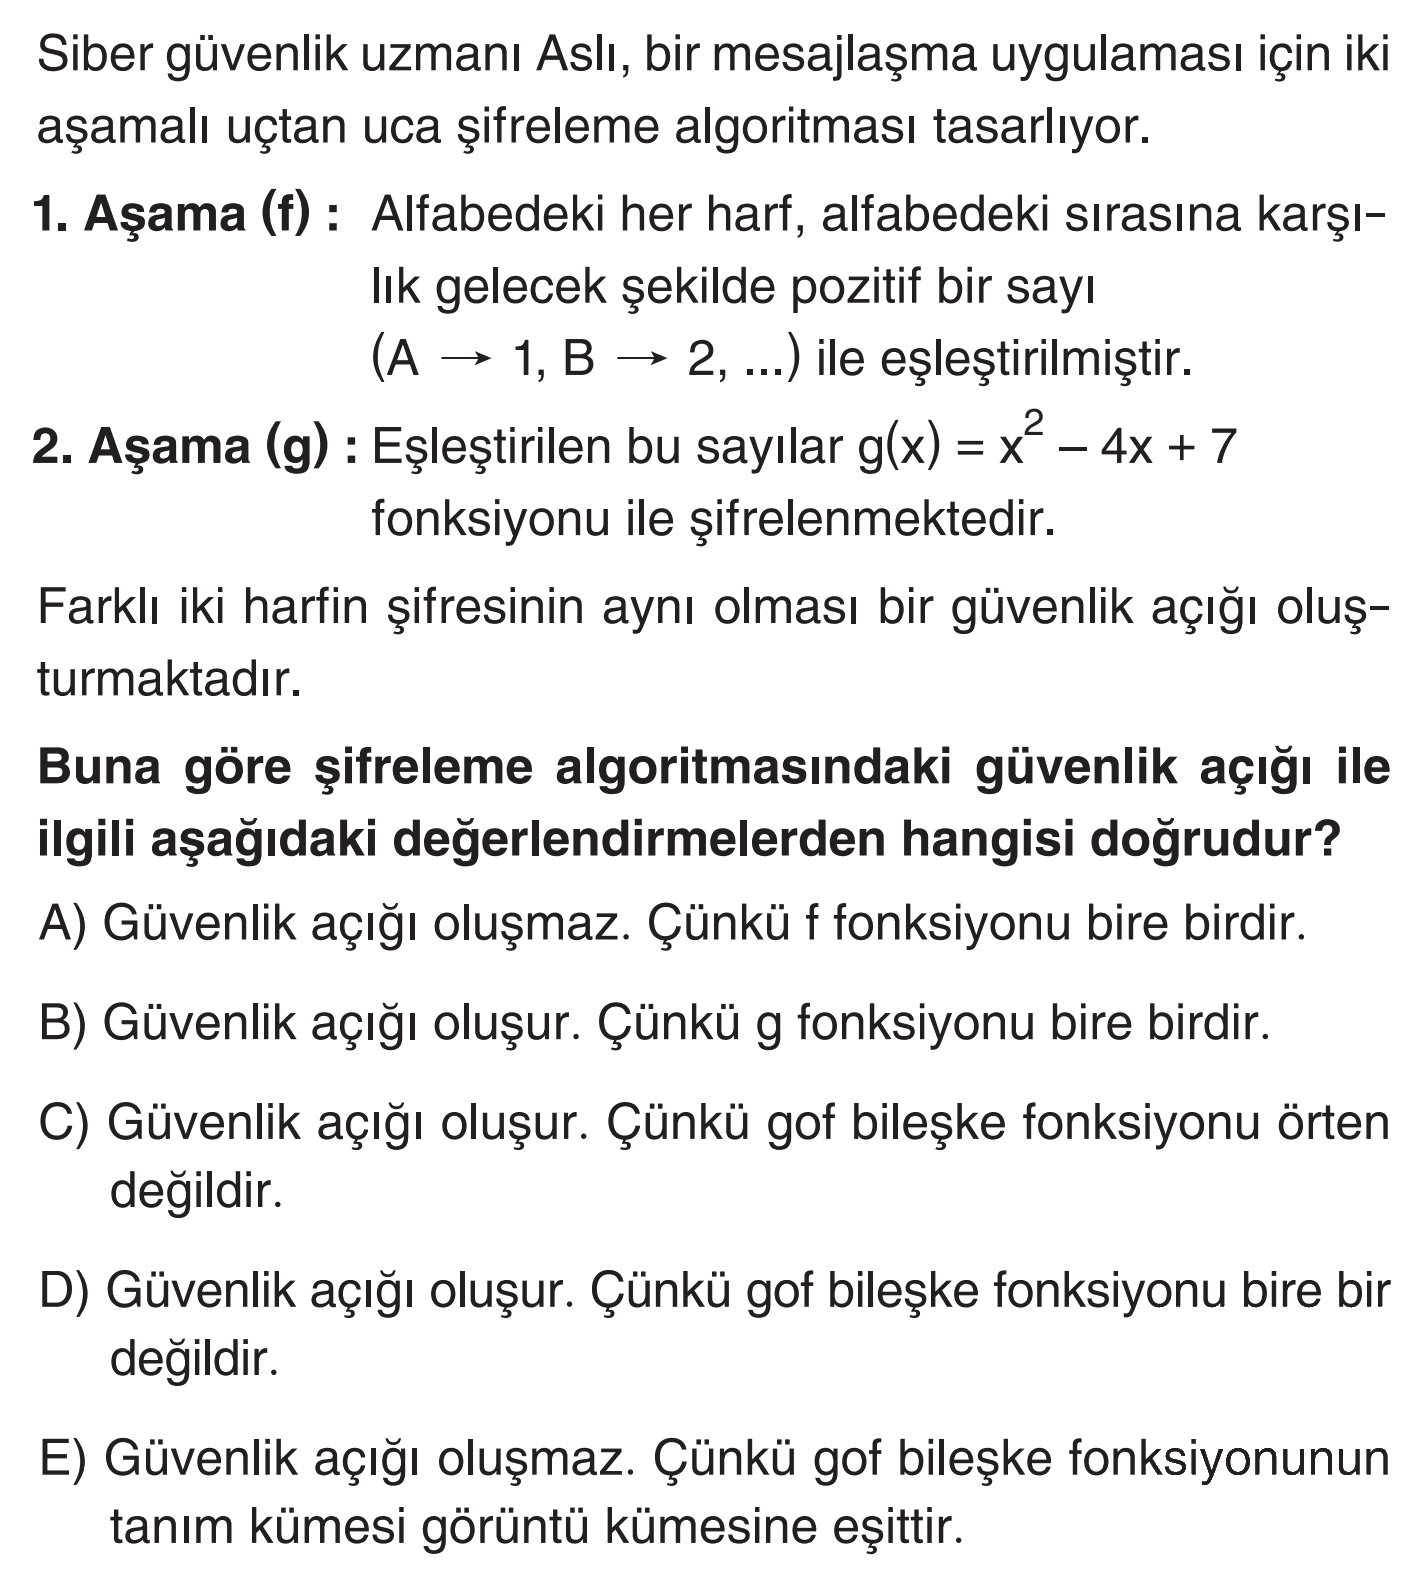 Siber güvenlik uzmanı Aslı, bir mesajlaşma uygulaması için iki
aşamalı uçtan uca şifreleme algoritması tasarlıyor.
1. Aşama (f) : Alfabedeki her harf, alfabedeki sırasına karşı-
lık gelecek şekilde pozitif bir sayı
(A → 1, B → 2, ...) ile eşleştirilmiştir.
2. Aşama (g) : Eşleştirilen bu sayılar g(x) = x² – 4x + 7
fonksiyonu ile şifrelenmektedir.
Farklı iki harfin şifresinin aynı olması bir güvenlik açığı oluş-
turmaktadır.
Buna göre şifreleme algoritmasındaki güvenlik açığı ile
ilgili aşağıdaki değerlendirmelerden hangisi doğrudur?
A) Güvenlik açığı oluşmaz. Çünkü f fonksiyonu bire birdir.
B) Güvenlik açığı oluşur. Çünkü g fonksiyonu bire birdir.
C) Güvenlik açığı oluşur. Çünkü gof bileşke fonksiyonu örten
değildir.
D) Güvenlik açığı oluşur. Çünkü gof bileşke fonksiyonu bire bir
değildir.
E) Güvenlik açığı oluşmaz. Çünkü gof bileşke fonksiyonunun
tanım kümesi görüntü kümesine eşittir.